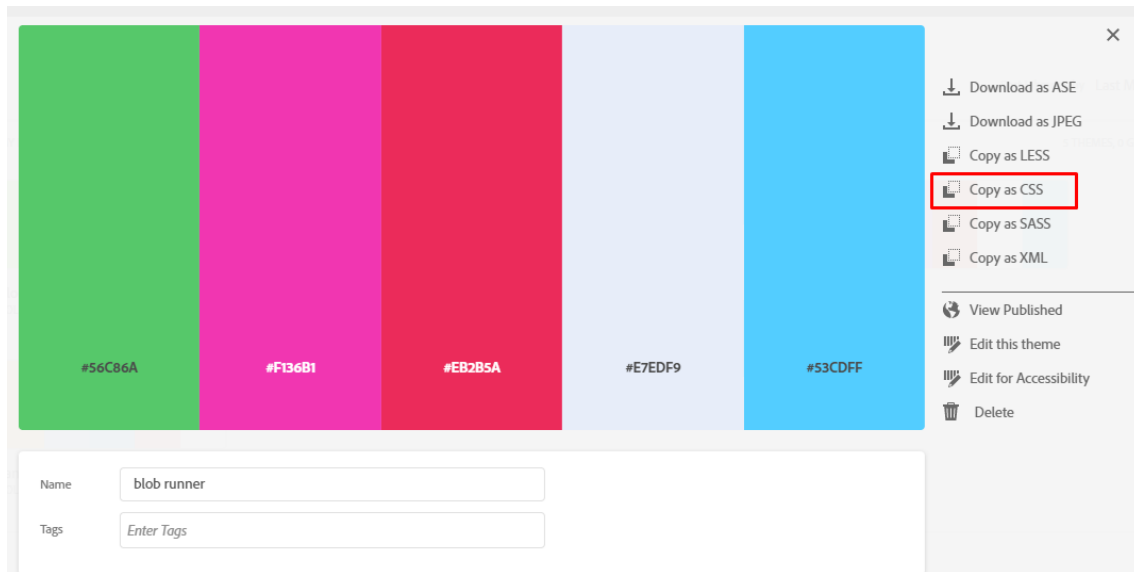 Download as ASE
Download as JPEG
Copy as LESS
Copy as CSS
Copy as SASS
Copy as XML
View Published
Edit this theme
Edit for Accessibility
Delete
#56C86A #F136B1 #EB2B5A #E7EDF9 #53CDFF
Name blob runner
Tags Enter Tags